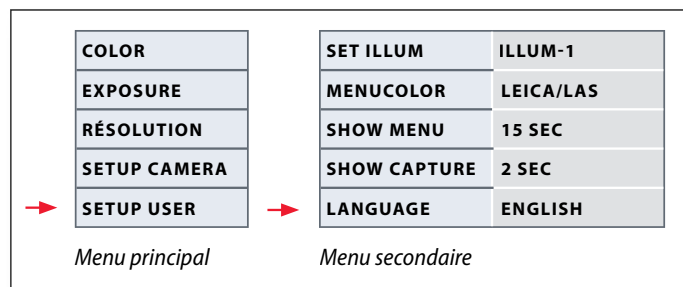 COLOR
EXPOSURE
RÉSOLUTION
SETUP CAMERA
SETUP USER
Menu principal
SET ILLUM ILLUM-1
MENUCOLOR LEICA/LAS
SHOW MENU 15 SEC
SHOW CAPTURE 2 SEC
LANGUAGE ENGLISH
Menu secondaire